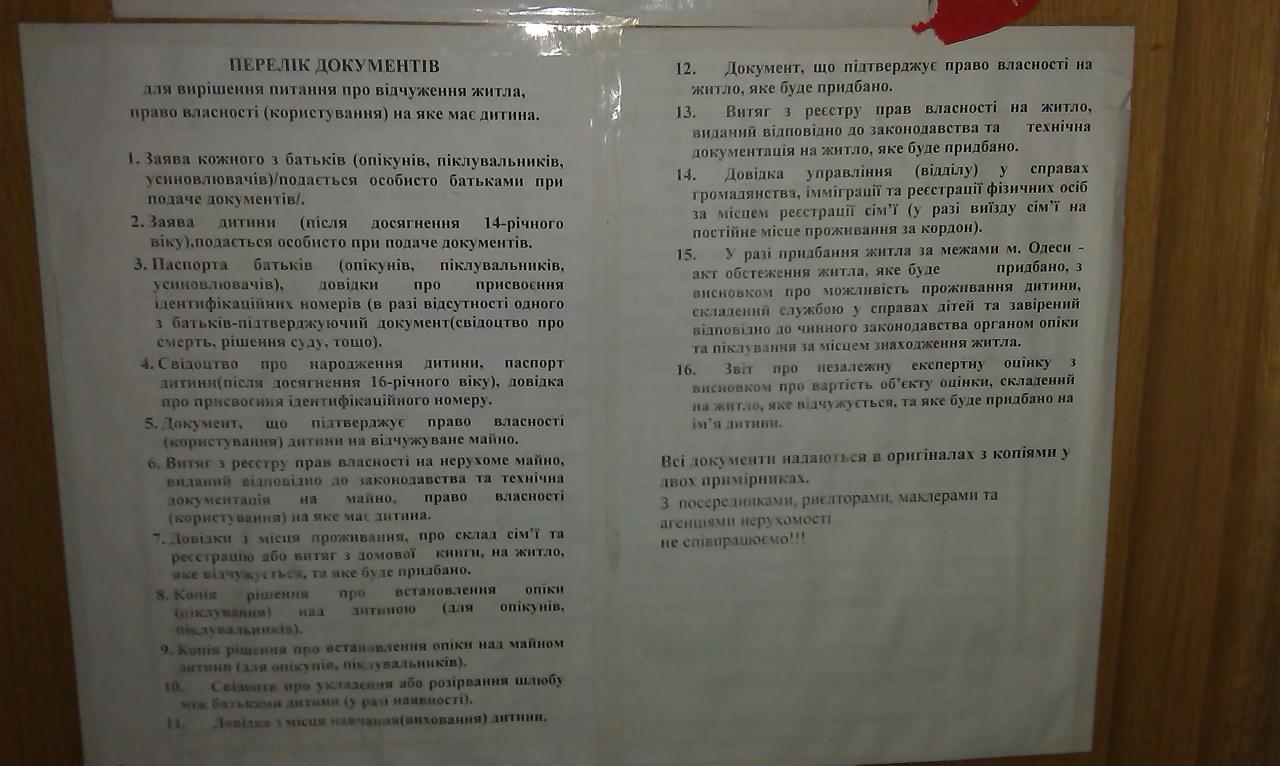 ПЕРЕЛІК ДОКУМЕНТІВ
для вирішення питання про відчуження житла,
право власності (користування) на яке має дитина.
1. Заява кожного з батьків (опікунів, піклувальників,
усиновлювачів)/подається особисто батьками при
подаче документів/.
2. Заява дитини (після досягнення 14-річного
віку),подається особисто при подаче документів.
3. Паспорта батьків (опікунів, піклувальників,
усиновлювачів), довідки про присвоєння
ідентифікаційних номерів (в разі відсутності одного
з батьків-підтверджуючий документ(свідоцтво про
смерть, рішення суду, тощо).
4. Свідоцтво про народження дитини, паспорт
дитини(після досягнення 16-річного віку), довідка
про присвоєння ідентифікаційного номеру.
5. Документ, що підтверджує право власності
(користування) дитини на відчужуване майно.
6. Витяг з реєстру прав власності на нерухоме майно,
виданий відповідно до законодавства та технічна
документація на майно, право власності
(користування) на яке має дитина.
7. Довідки з місця проживання, про склад сім'ї та
реєстрацію або витяг з домової книги, на житло,
яке відчужується, та яке буде придбано.
8. Копія рішення про встановлення опіки
(піклування) над дитиною (для опікунів,
піклувальників).
9. Копія рішення про встановлення опіки над майном
дитини (для опікунів, піклувальників).
10. Свідоцтв про укладення або розірвання шлюбу
між батьками дитини (у разі наявності).
11. Довідка з місця навчання(виховання) дитини.
12. Документ, що підтверджує право власності на
житло, яке буде придбано.
13. Витяг з реєстру прав власності на житло,
виданий відповідно до законодавства та технічна
документація на житло, яке буде придбано.
14. Довідка управління (відділу) у справах
громадянства, імміграції та реєстрації фізичних осіб
за місцем реєстрації сім'ї (у разі виїзду сім'ї на
постійне місце проживання за кордон).
15. У разі придбання житла за межами м. Одеси -
акт обстеження житла, яке буде придбано, з
висновком про можливість проживання дитини,
складений службою у справах дітей та завірений
відповідно до чинного законодавства органом опіки
та піклування за місцем знаходження житла.
16. Звіт про незалежну експертну оцінку з
висновком про вартість об'єкту оцінки, складений
на житло, яке відчужується, та яке буде придбано на
ім'я дитини.
Всі документи надаються в оригіналах з копіями у
двох примірниках.
З посередниками, риєлторами, маклерами та
агенціями нерухомості
не співпрацюємо!!!